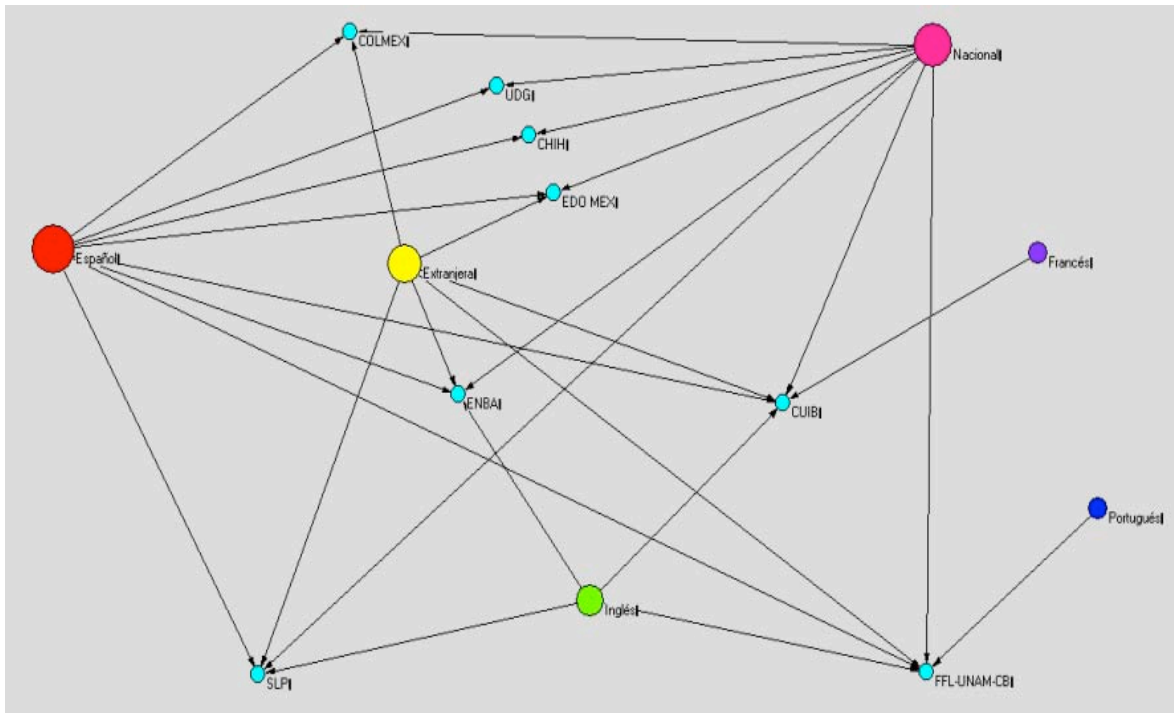 COLMEX
Nacional
UDG
CHIH
EDO MEX
Español
Extranjera
Francés
ENBA
CUIB
Portugués
Inglés
SLP
FFL-UNAM-CB